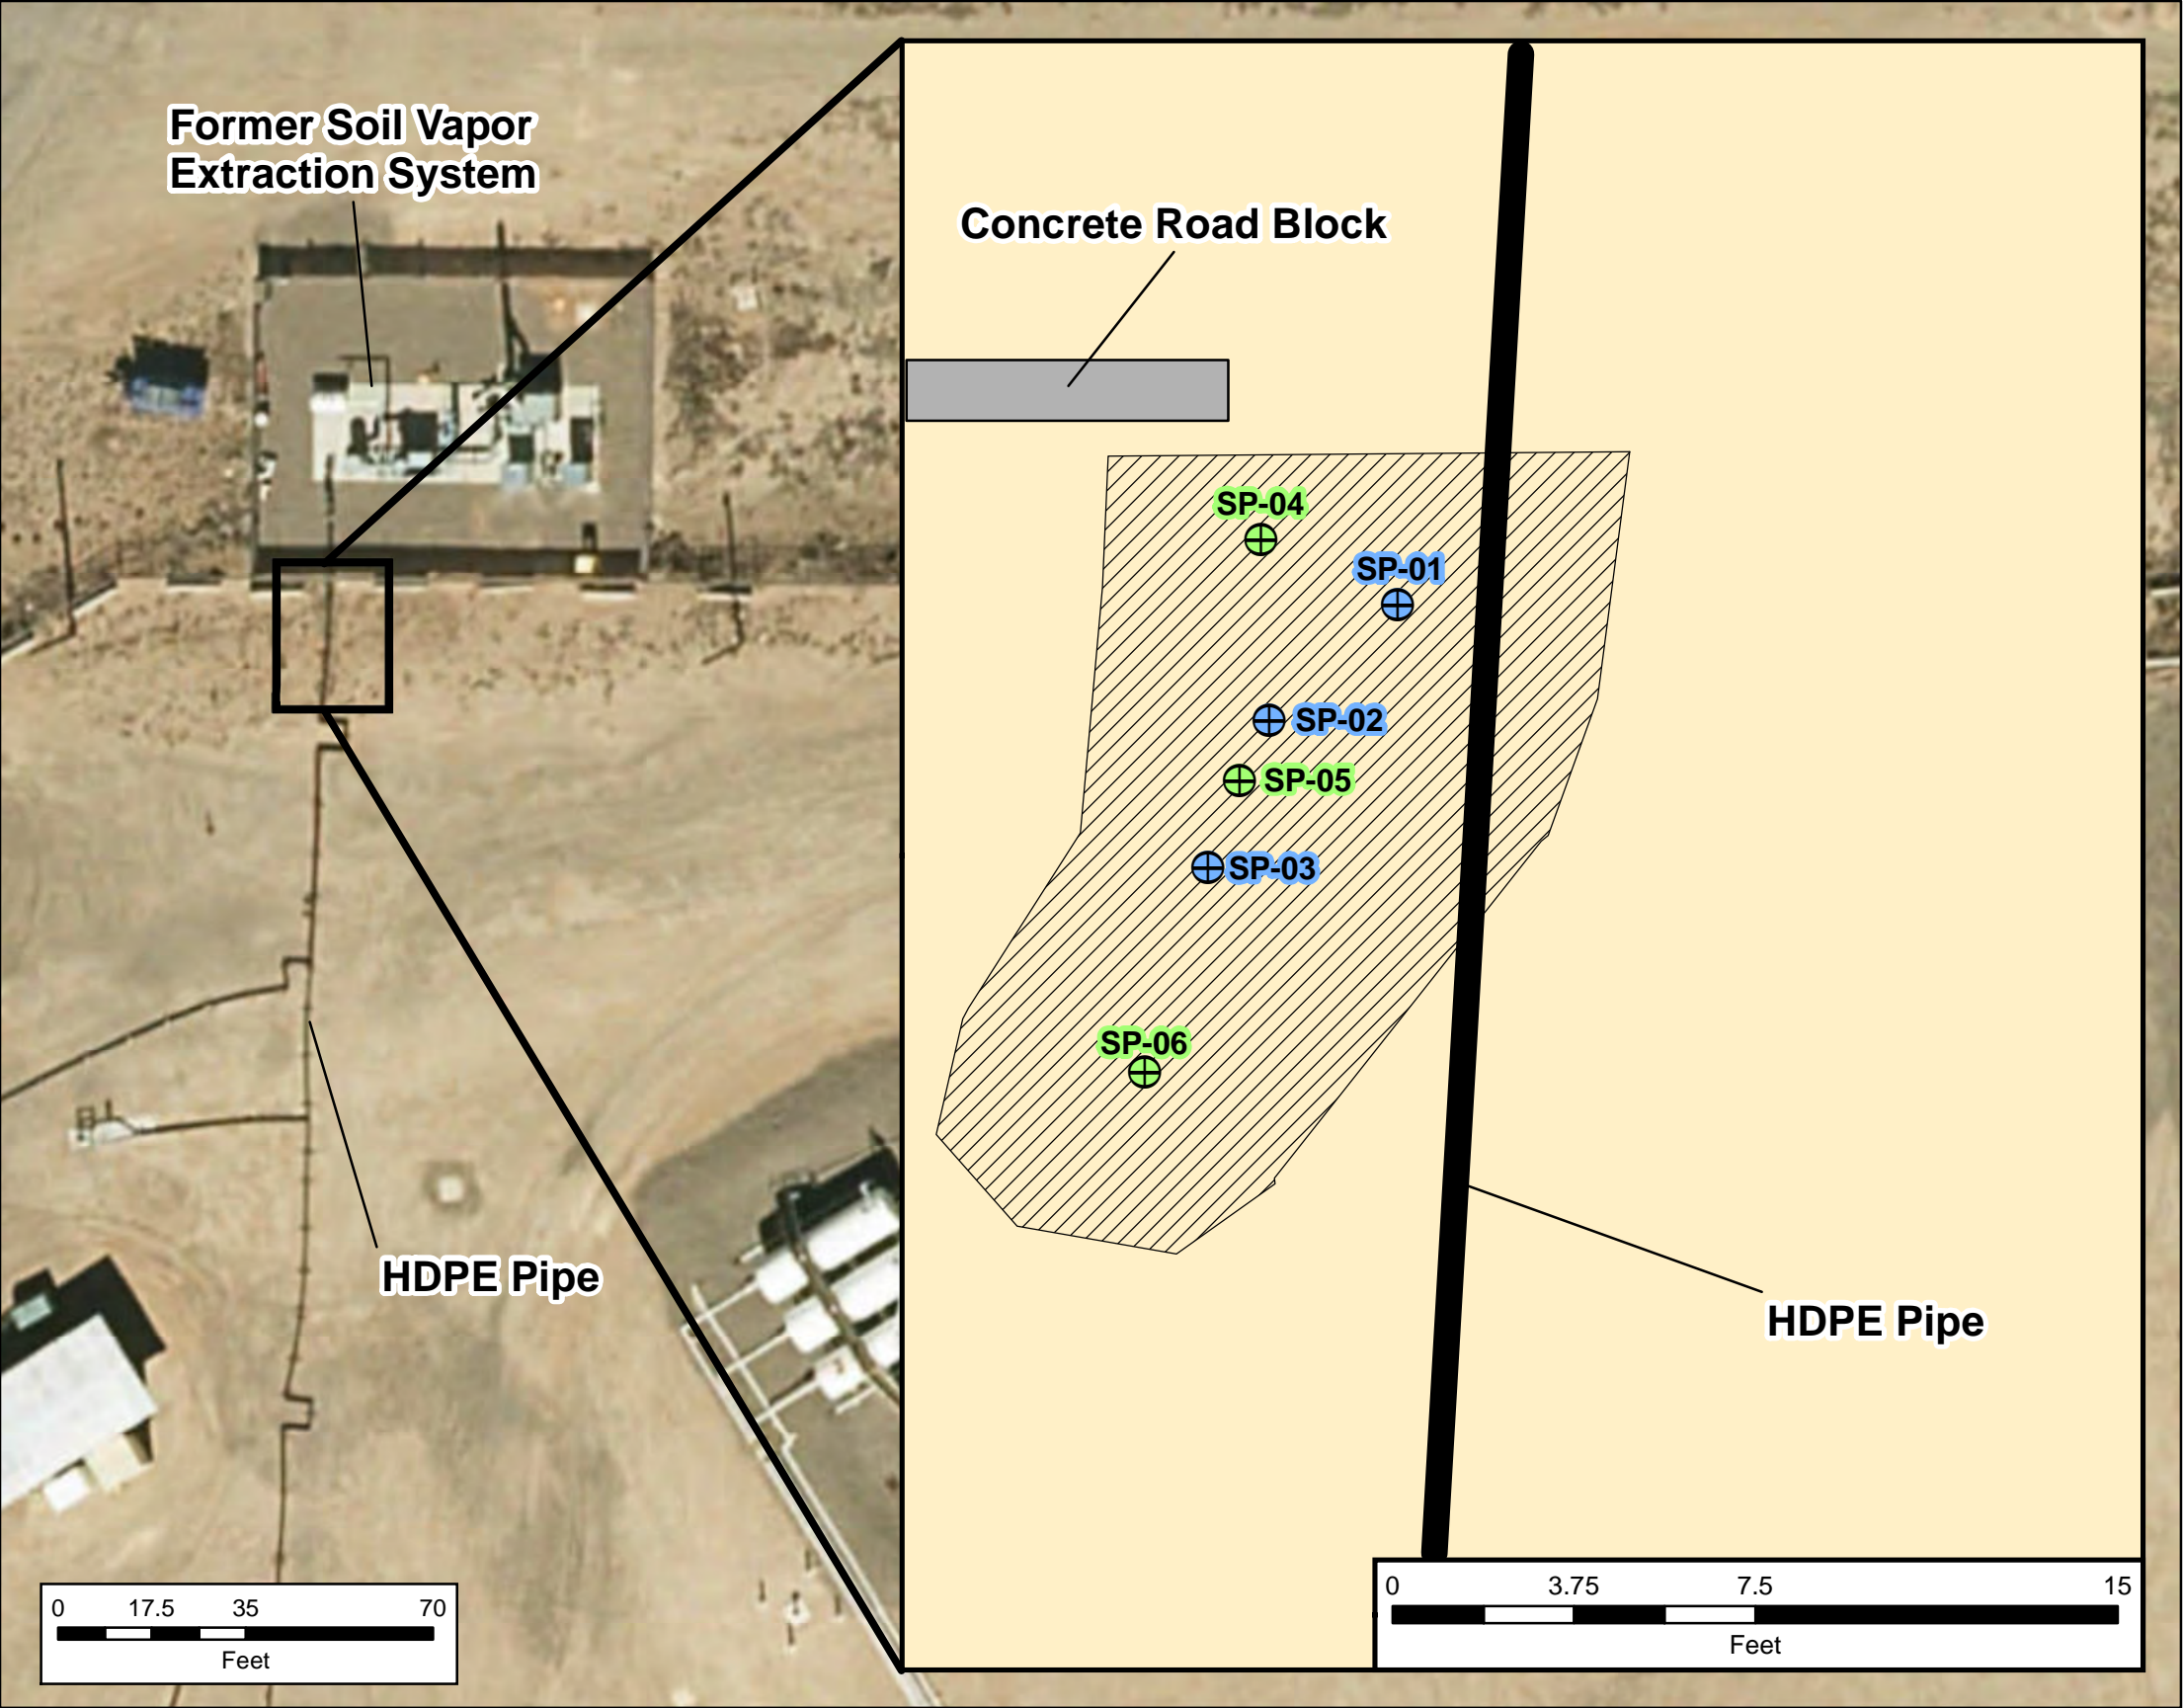 Former Soil Vapor
Extraction System
Concrete Road Block
SP-04
SP-01
SP-02
SP-05
SP-03
SP-06
HDPE Pipe
HDPE Pipe
0 17.5 35 70
Feet
0 3.75 7.5 15
Feet